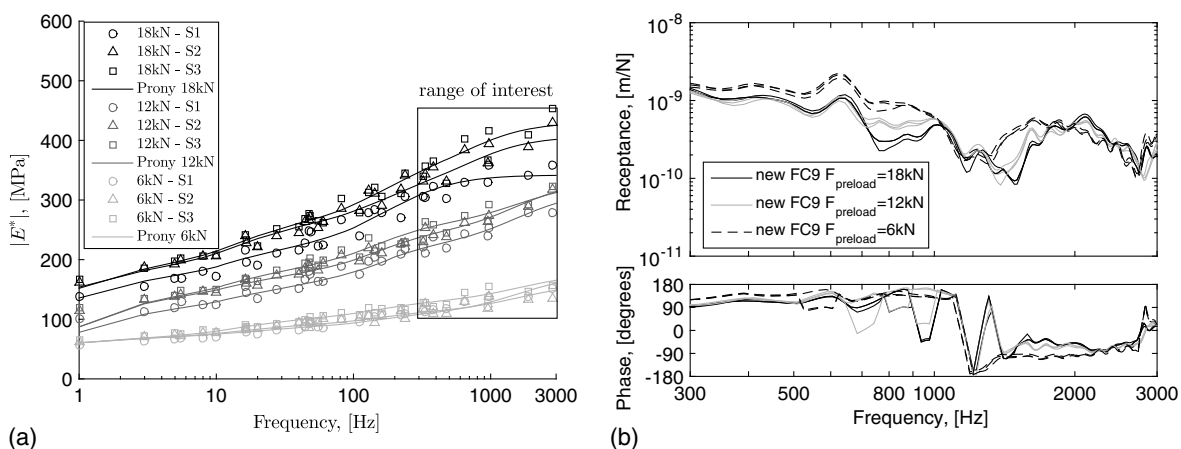 600
500
400
300
200
100
0
|E*|, [MPa]
18kN - S1
18kN - S2
18kN - S3
Prony 18kN
12kN - S1
12kN - S2
12kN - S3
Prony 12kN
6kN - S1
6kN - S2
6kN - S3
Prony 6kN
range of interest
1 10 100 1000 3000
Frequency, [Hz]
(a)
10-8
10-9
10-10
10-11
Receptance, [m/N]
new FC9 Fpreload=18kN
new FC9 Fpreload=12kN
new FC9 Fpreload=6kN
180
90
0
-90
-180
Phase, [degrees]
300 500 800 1000 2000 3000
Frequency, [Hz]
(b)